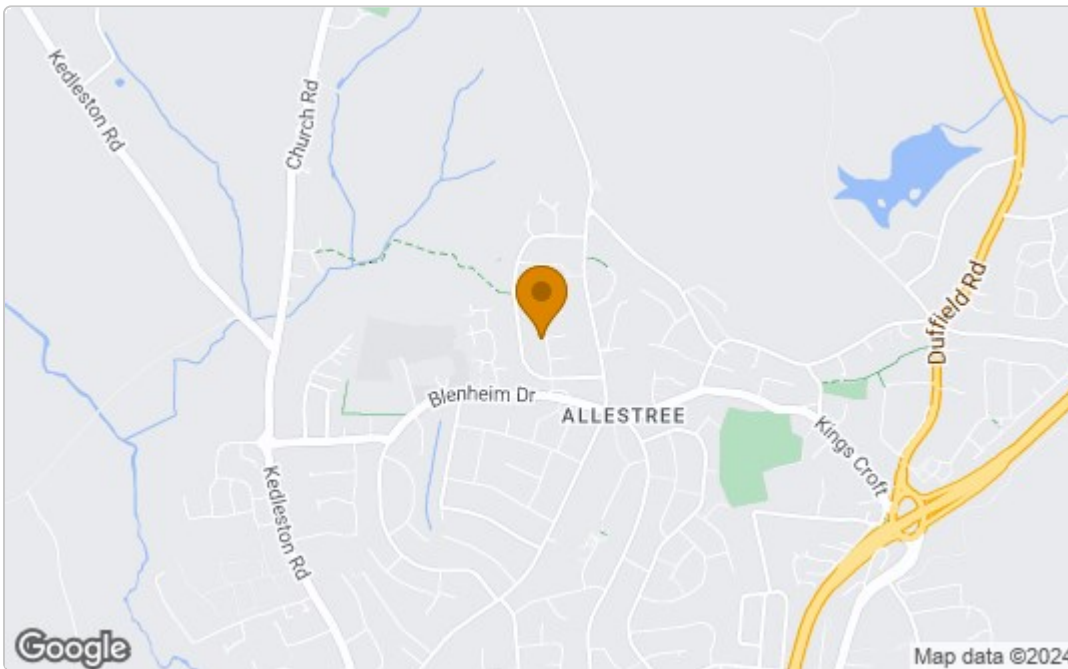 Kedleston Rd
Church Rd
Duffield Rd
Blenheim Dr
ALLESTREE
Kings Croft
Kedleston Rd
Google
Map data ©2024